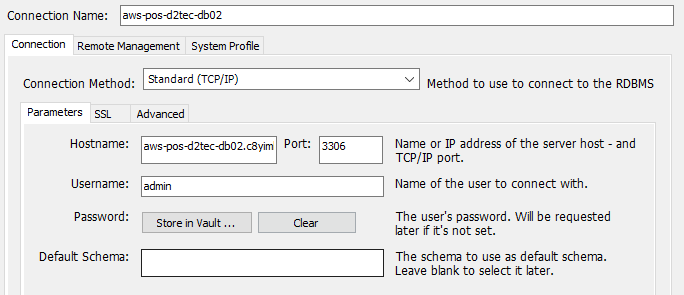 Connection Name: aws-pos-d2tec-db02
Connection Remote Management System Profile
Connection Method: Standard (TCP/IP) Method to use to connect to the RDBMS
Parameters SSL Advanced
Hostname: aws-pos-d2tec-db02.c8yim Port: 3306 Name or IP address of the server host - and
TCP/IP port.
Username: admin Name of the user to connect with.
Password: Store in Vault ... Clear The user's password. Will be requested
later if it's not set.
Default Schema: The schema to use as default schema.
Leave blank to select it later.